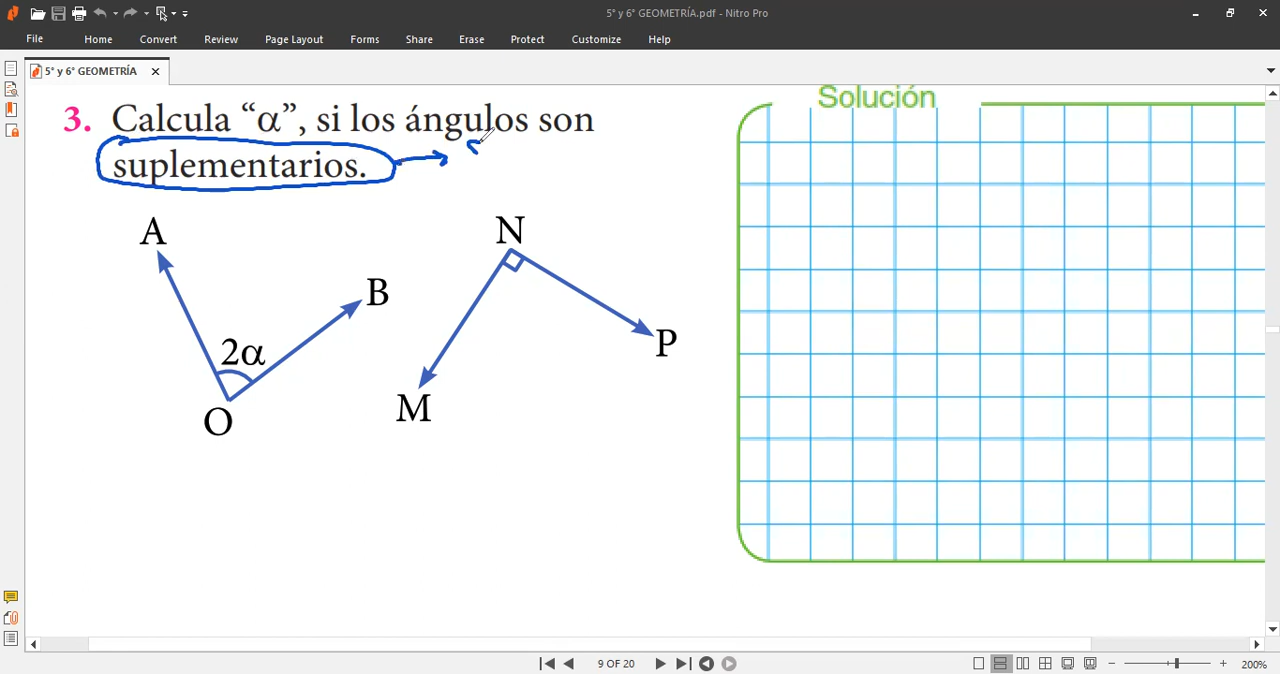 5° y 6° GEOMETRÍA.pdf - Nitro Pro
File Home Convert Review Page Layout Forms Share Erase Protect Customize Help
5° y 6° GEOMETRÍA
3. Calcula “α”, si los ángulos son
suplementarios.
Solución
A
N
B
2α
P
O
M
9 OF 20
200%